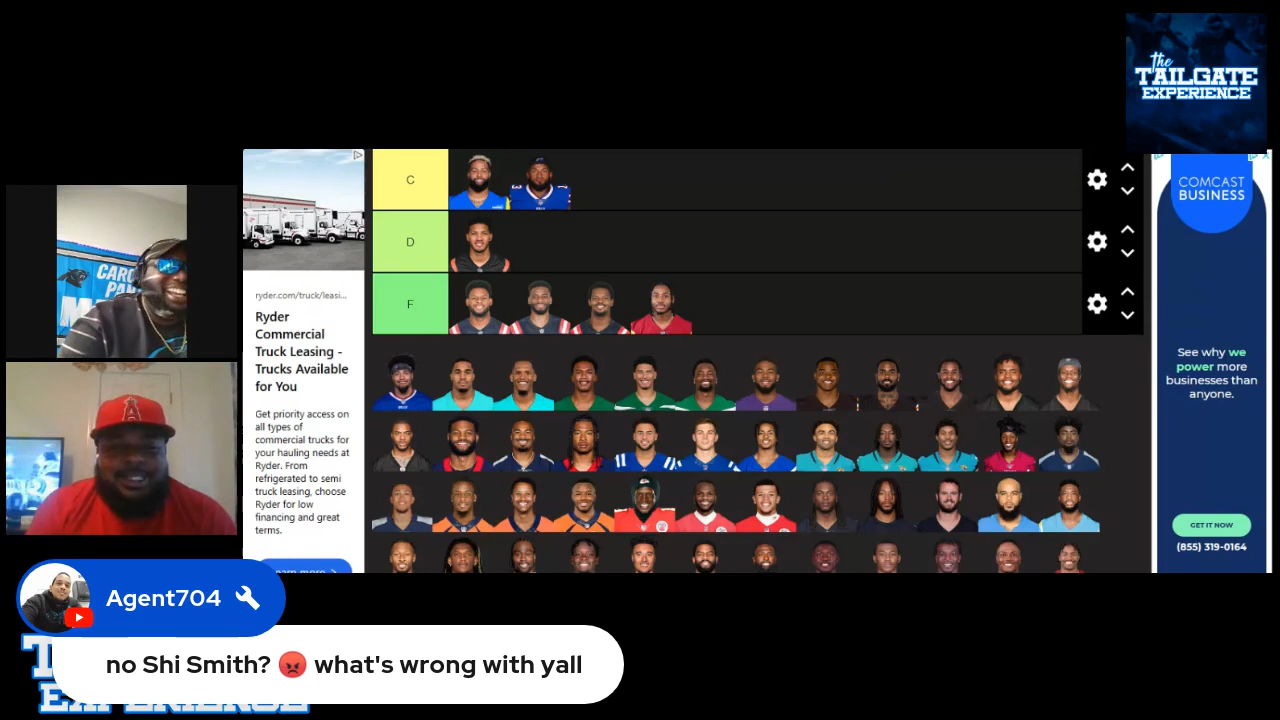 the
TAILGATE
EXPERIENCE
C
D
F
CARO
PAN
ryder.com/truck/leasi...
Ryder
Commercial
Truck Leasing -
Trucks Available
for You
Get priority access on
all types of
commercial trucks for
your hauling needs at
Ryder. From
refrigerated to semi
truck leasing, choose
Ryder for low
financing and great
terms.
COMCAST
BUSINESS
See why we
power more
businesses than
anyone.
GET IT NOW
(855) 319-0164
Agent704
no Shi Smith? 😡 what's wrong with yall